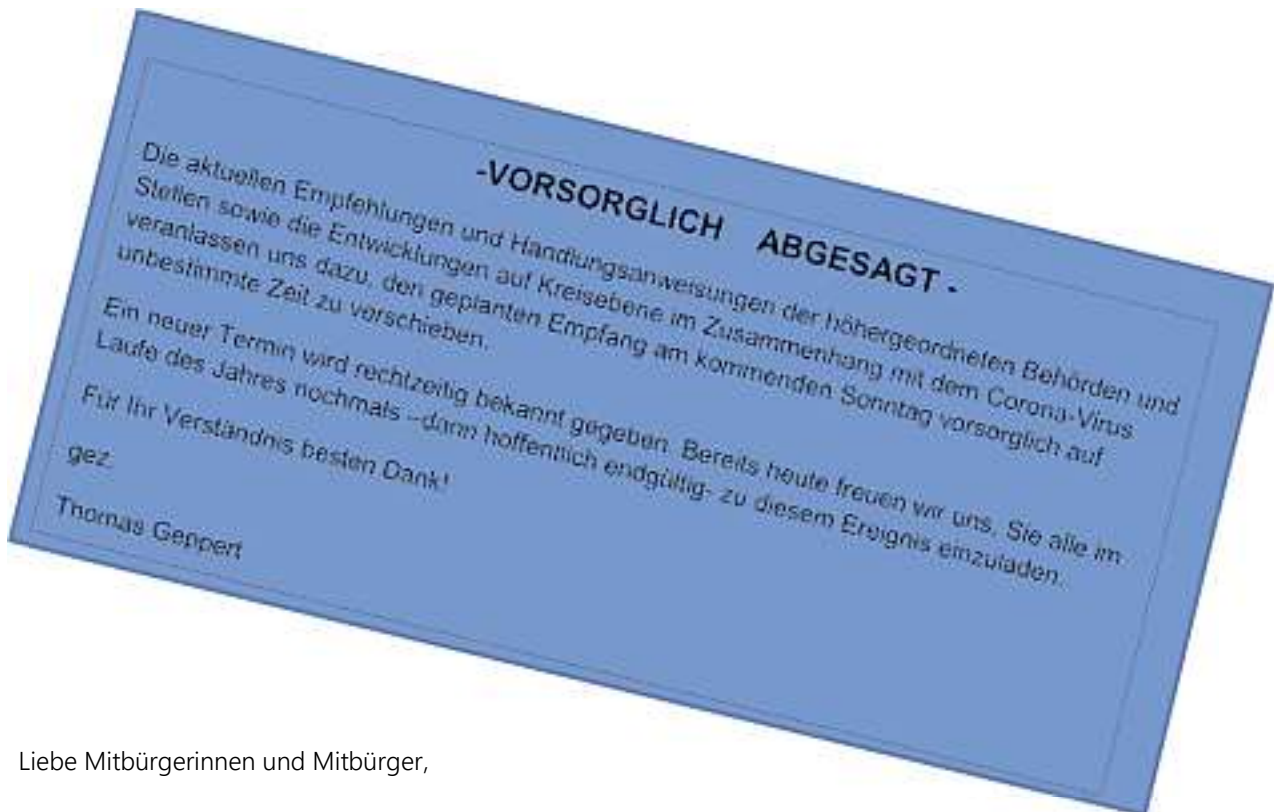 -VORSORGLICH ABGESAGT -
Die aktuellen Empfehlungen und Handlungsanweisungen der höhergeordneten Behörden und
Stellen sowie die Entwicklungen auf Kreisebene im Zusammenhang mit dem Corona-Virus
veranlassen uns dazu, den geplanten Empfang am kommenden Sonntag vorsorglich auf
unbestimmte Zeit zu verschieben.
Ein neuer Termin wird rechtzeitig bekannt gegeben. Bereits heute freuen wir uns, Sie alle im
Laufe des Jahres nochmals –dann hoffentlich endgültig- zu diesem Ereignis einzuladen.
Für Ihr Verständnis besten Dank!
gez.
Thomas Geppert
Liebe Mitbürgerinnen und Mitbürger,